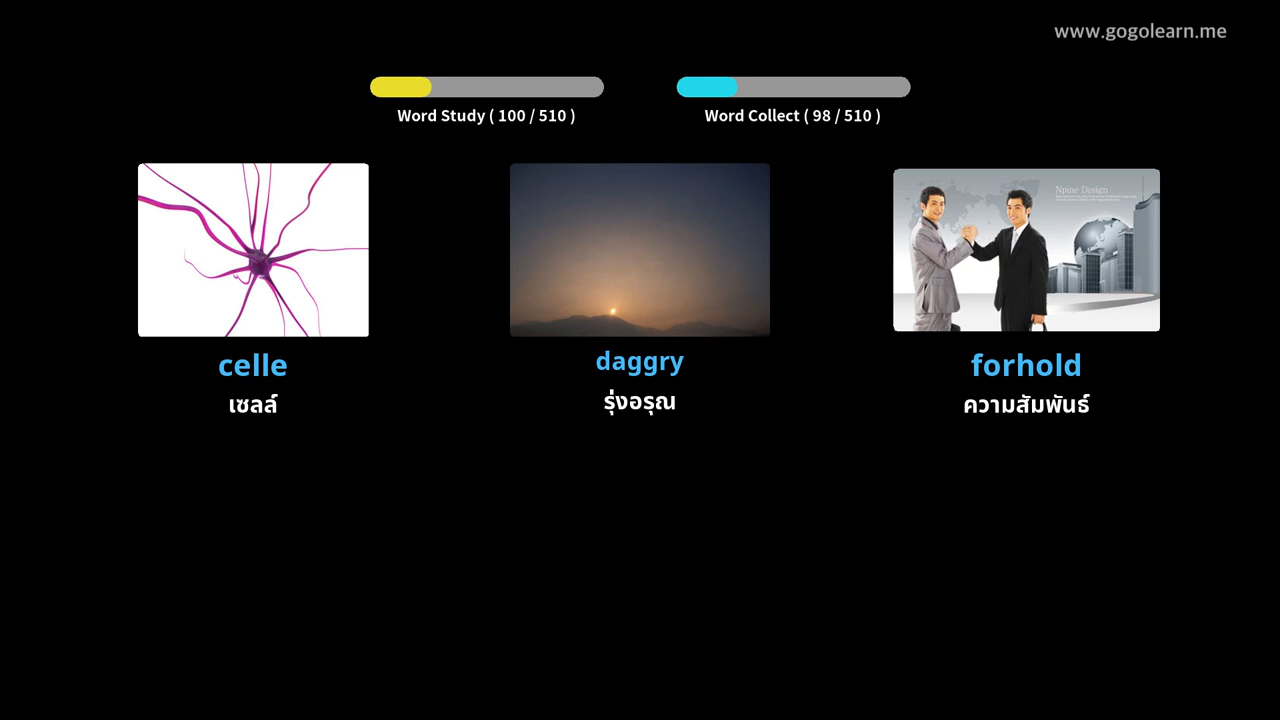 www.gogolearn.me
Word Study ( 100 / 510 )
Word Collect ( 98 / 510 )
Npine Design
celle
daggry
forhold
เซลล์
รุ่งอรุณ
ความสัมพันธ์